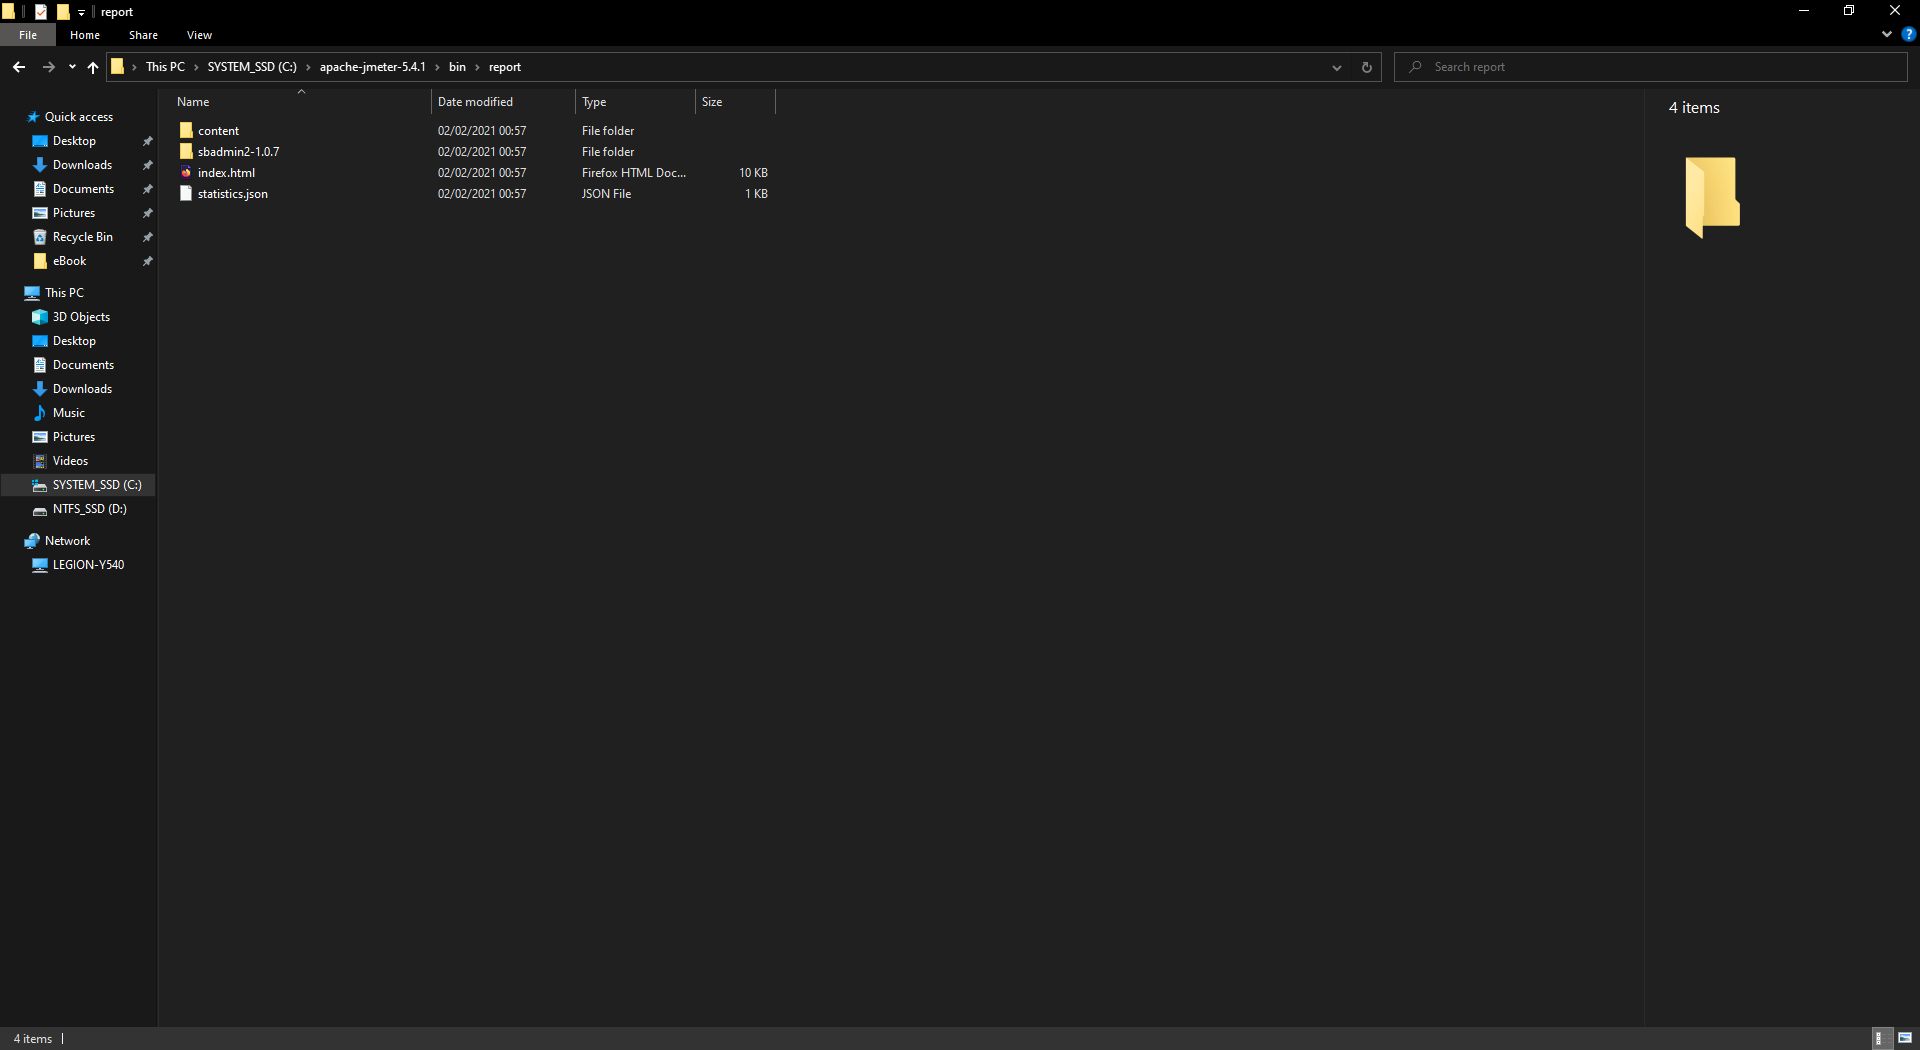 report
File Home Share View
?
This PC SYSTEM_SSD (C:) apache-jmeter-5.4.1 bin report
Search report
Name Date modified Type Size
content 02/02/2021 00:57 File folder
sbadmin2-1.0.7 02/02/2021 00:57 File folder
index.html 02/02/2021 00:57 Firefox HTML Doc... 10 KB
statistics.json 02/02/2021 00:57 JSON File 1 KB
Quick access
Desktop
Downloads
Documents
Pictures
Recycle Bin
eBook
This PC
3D Objects
Desktop
Documents
Downloads
Music
Pictures
Videos
SYSTEM_SSD (C:)
NTFS_SSD (D:)
Network
LEGION-Y540
4 items
4 items